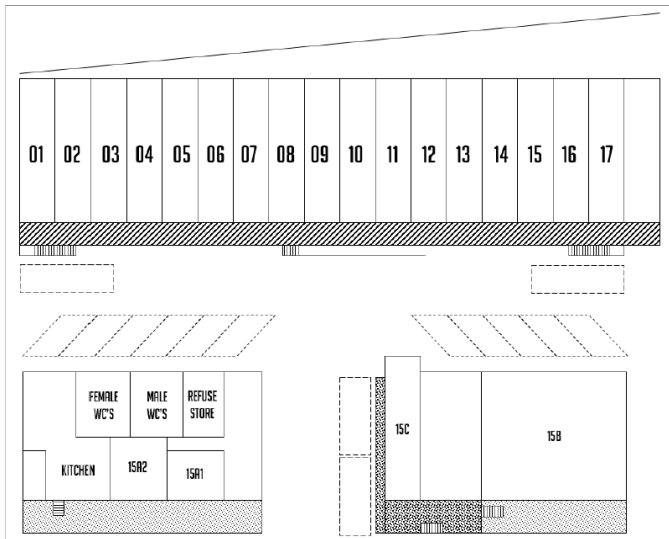 01 02 03 04 05 06 07 08 09 10 11 12 13 14 15 16 17
FEMALE
WC'S
MALE
WC'S
REFUSE
STORE
KITCHEN
15A2
15A1
15C
15B